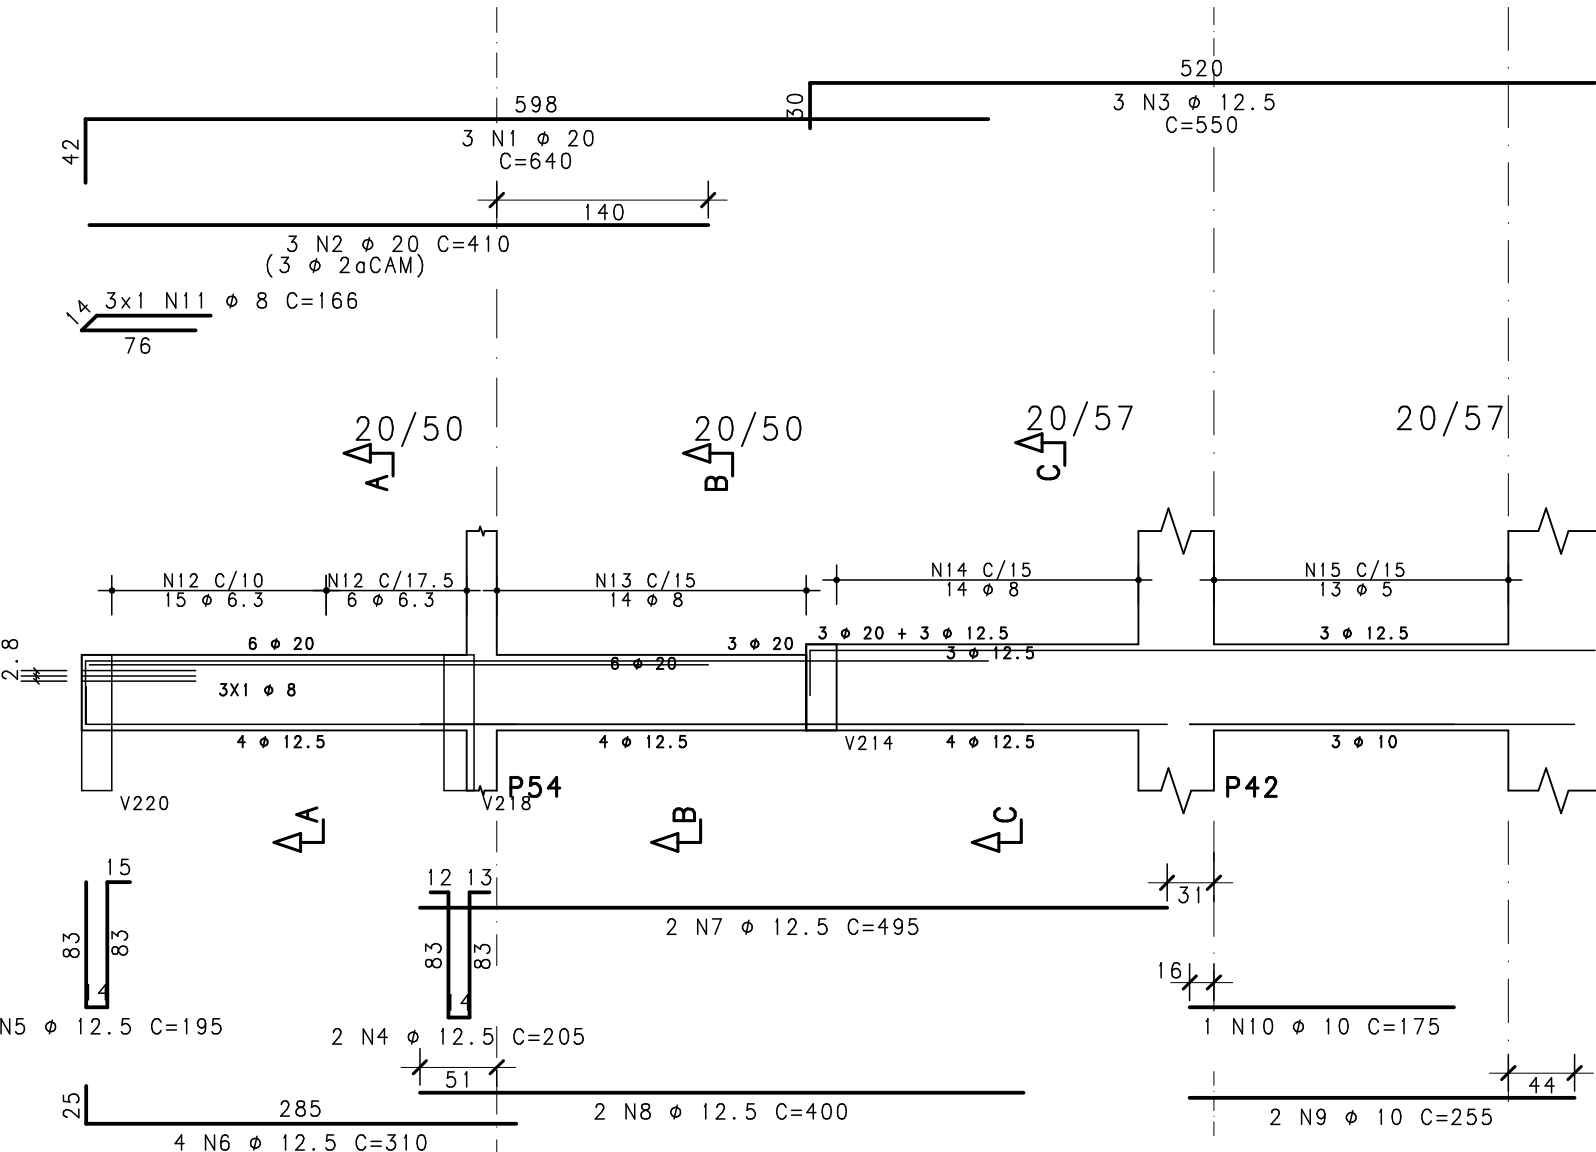 520
30
3 N3 ϕ 12.5
C=550
598
42
3 N1 ϕ 20
C=640
140
3 N2 ϕ 20 C=410
(3 ϕ 2aCAM)
14
3x1 N11 ϕ 8 C=166
76
20/50
20/50
20/57
20/57
A
B
C
N12 C/10
15 ϕ 6.3
N12 C/17.5
6 ϕ 6.3
N13 C/15
14 ϕ 8
N14 C/15
14 ϕ 8
N15 C/15
13 ϕ 5
2.8
6 ϕ 20
3 ϕ 20
3 ϕ 20 + 3 ϕ 12.5
3 ϕ 12.5
3 ϕ 12.5
6 ϕ 20
3X1 ϕ 8
4 ϕ 12.5
4 ϕ 12.5
V214
4 ϕ 12.5
3 ϕ 10
V220
V218
P54
P42
A
B
C
15
83
83
14
N5 ϕ 12.5 C=195
12
13
83
83
14
2 N4 ϕ 12.5 C=205
2 N7 ϕ 12.5 C=495
31
16
1 N10 ϕ 10 C=175
51
2 N8 ϕ 12.5 C=400
44
2 N9 ϕ 10 C=255
25
285
4 N6 ϕ 12.5 C=310